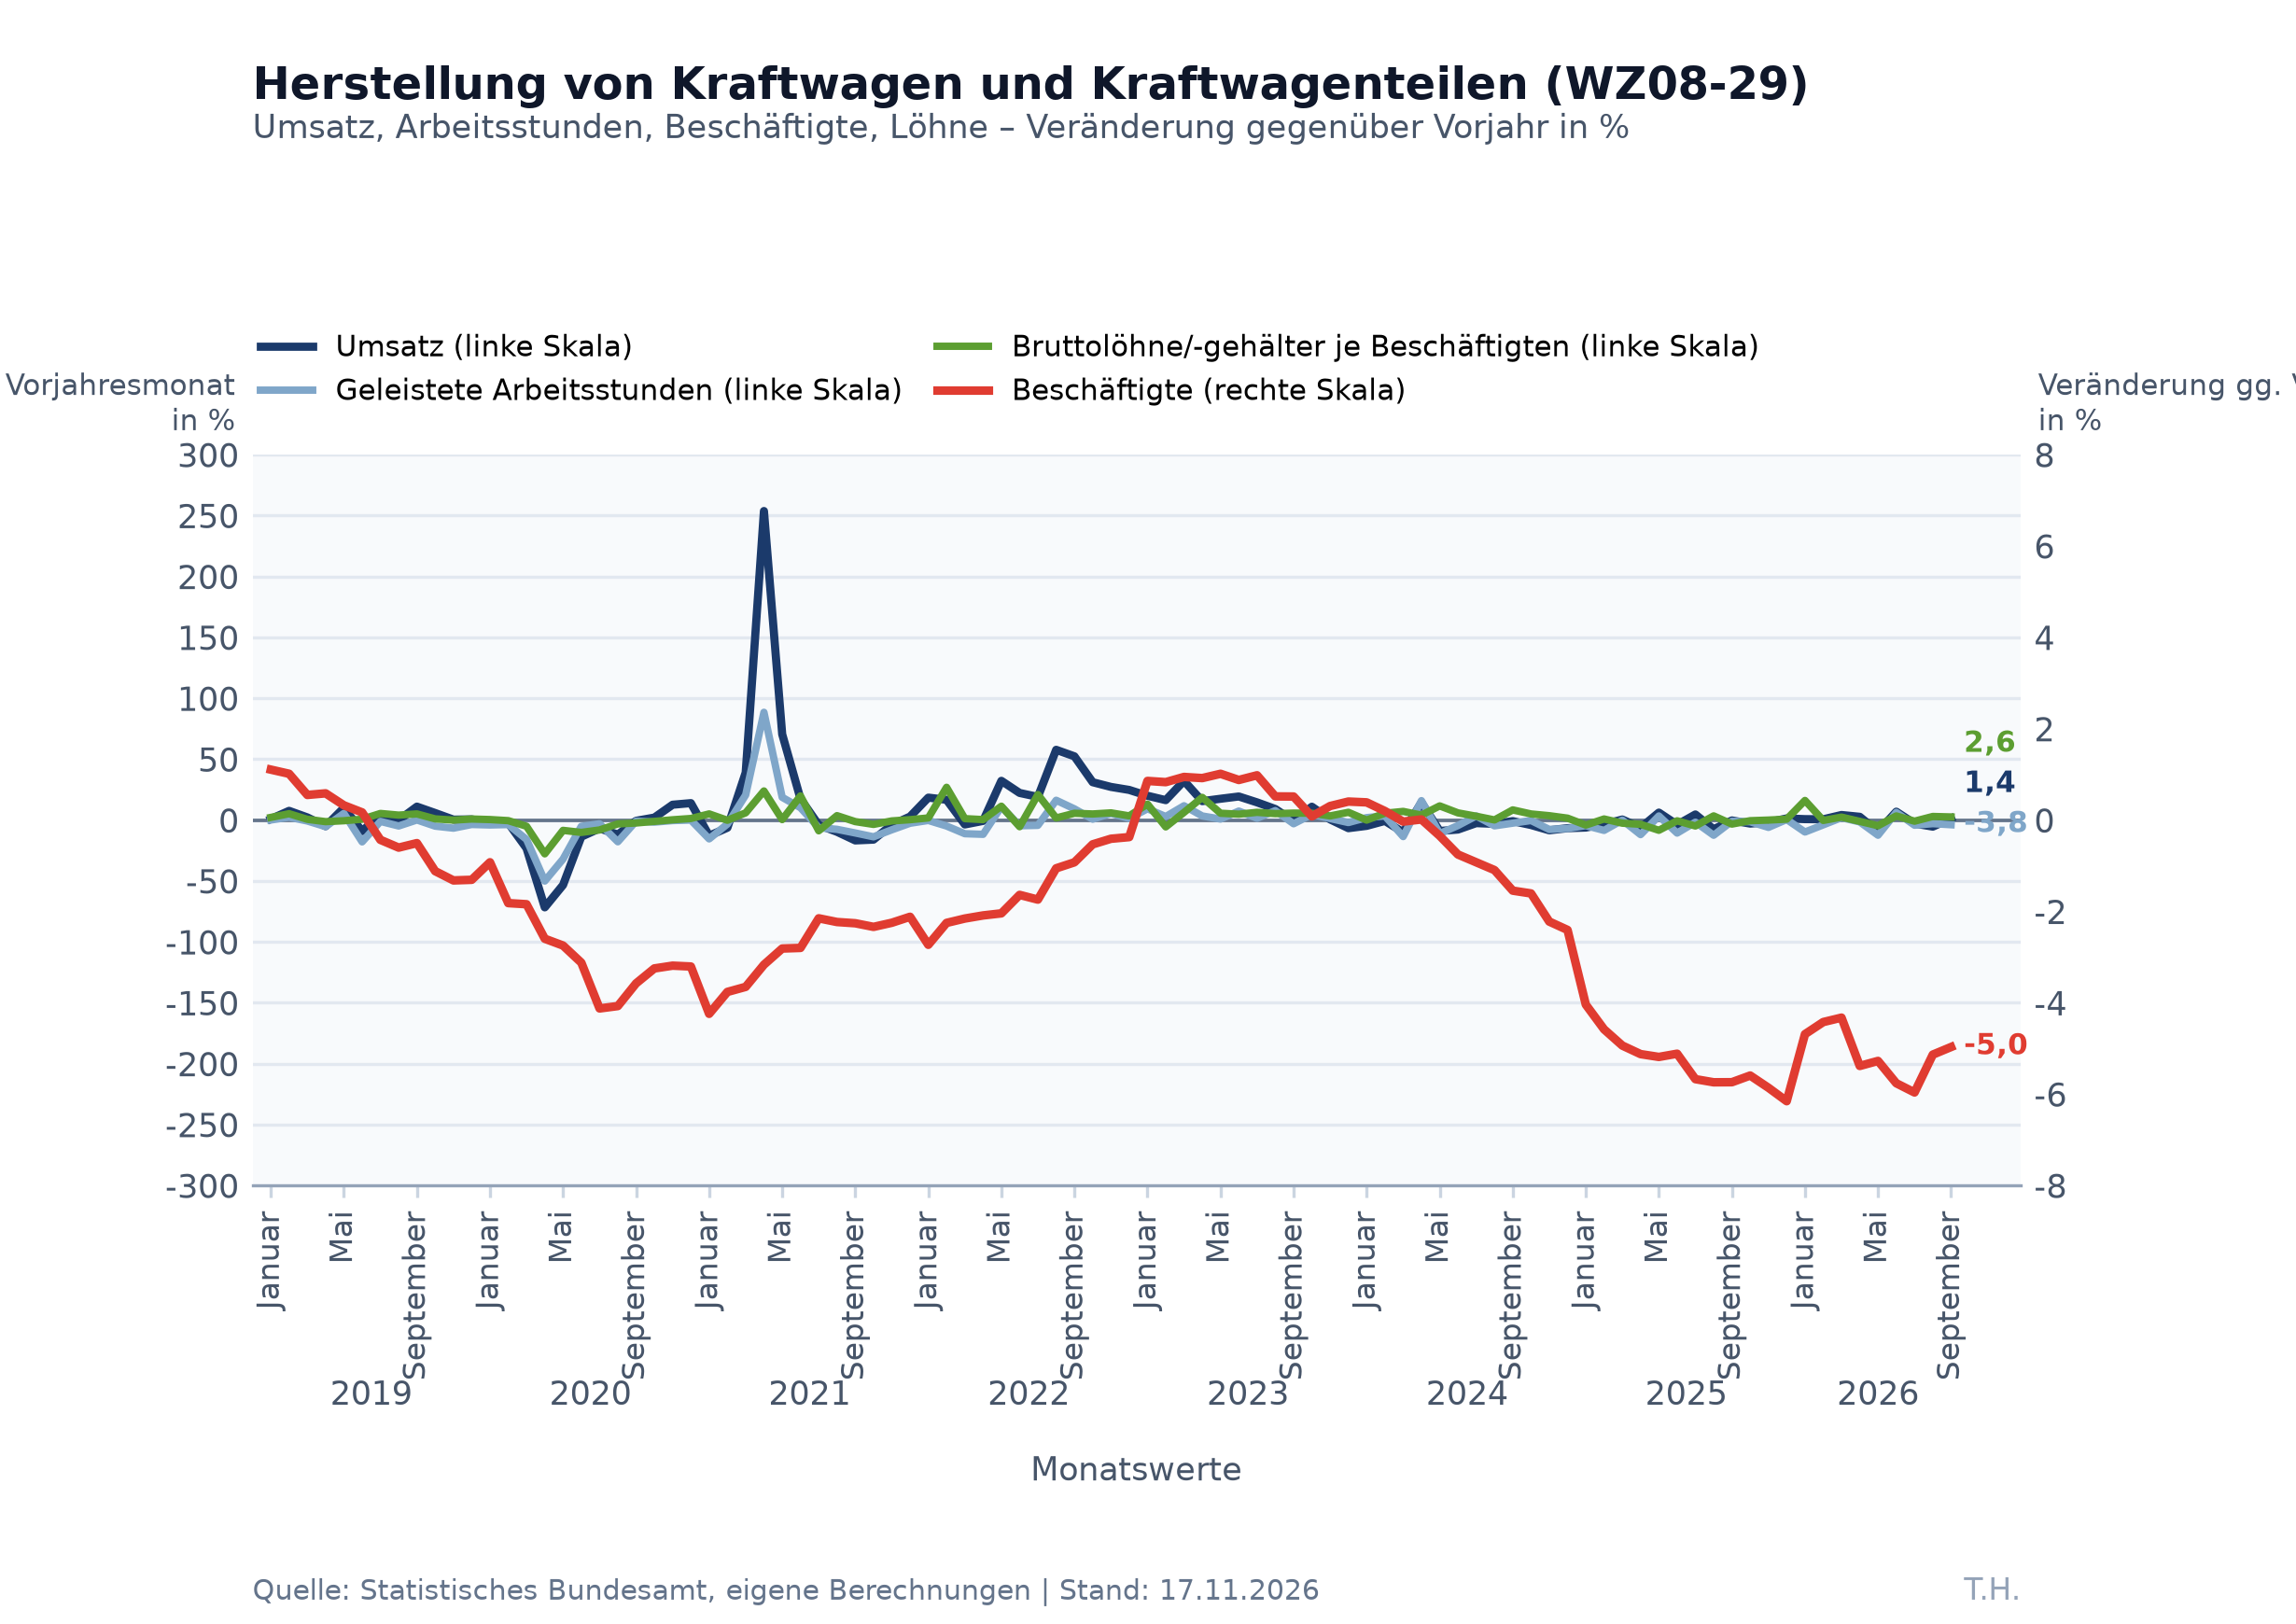 Herstellung von Kraftwagen und Kraftwagenteilen (WZ08-29)
Umsatz, Arbeitsstunden, Beschäftigte, Löhne – Veränderung gegenüber Vorjahr in %
Umsatz (linke Skala)
Geleistete Arbeitsstunden (linke Skala)
Bruttolöhne/-gehälter je Beschäftigten (linke Skala)
Beschäftigte (rechte Skala)
Vorjahresmonat
in %
Veränderung gg.
in %
300
250
200
150
100
50
0
-50
-100
-150
-200
-250
-300
8
6
4
2
0
-2
-4
-6
-8
2,6
1,4
-3,8
-5,0
Januar
Mai
September
Januar
Mai
September
Januar
Mai
September
Januar
Mai
September
Januar
Mai
September
Januar
Mai
September
Januar
Mai
September
Januar
Mai
September
2019
2020
2021
2022
2023
2024
2025
2026
Monatswerte
Quelle: Statistisches Bundesamt, eigene Berechnungen | Stand: 17.11.2026
T.H.